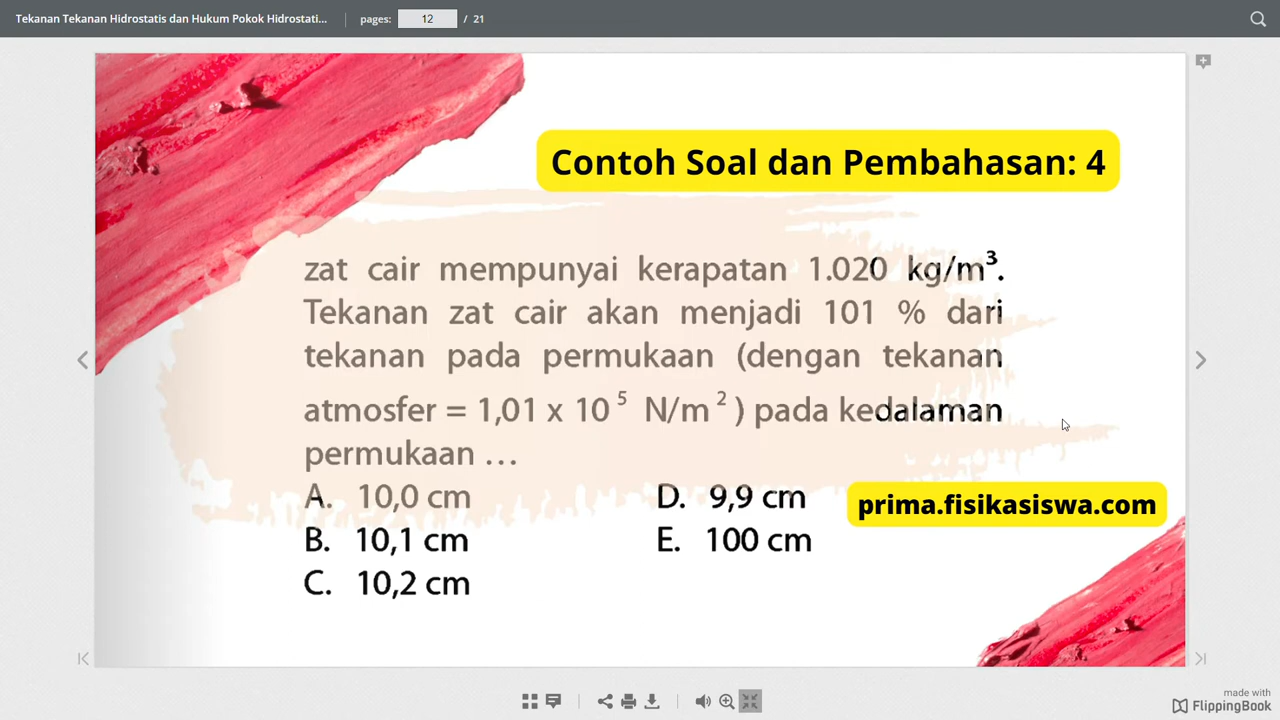 Tekanan Tekanan Hidrostatis dan Hukum Pokok Hidrostati...
pages: 12 / 21
Contoh Soal dan Pembahasan: 4
zat cair mempunyai kerapatan 1.020 kg/m³.
Tekanan zat cair akan menjadi 101 % dari
tekanan pada permukaan (dengan tekanan
atmosfer = 1,01 x 10⁵ N/m²) pada kedalaman
permukaan ...
A. 10,0 cm
B. 10,1 cm
C. 10,2 cm
D. 9,9 cm
E. 100 cm
prima.fisikasiswa.com
made with
FlippingBook